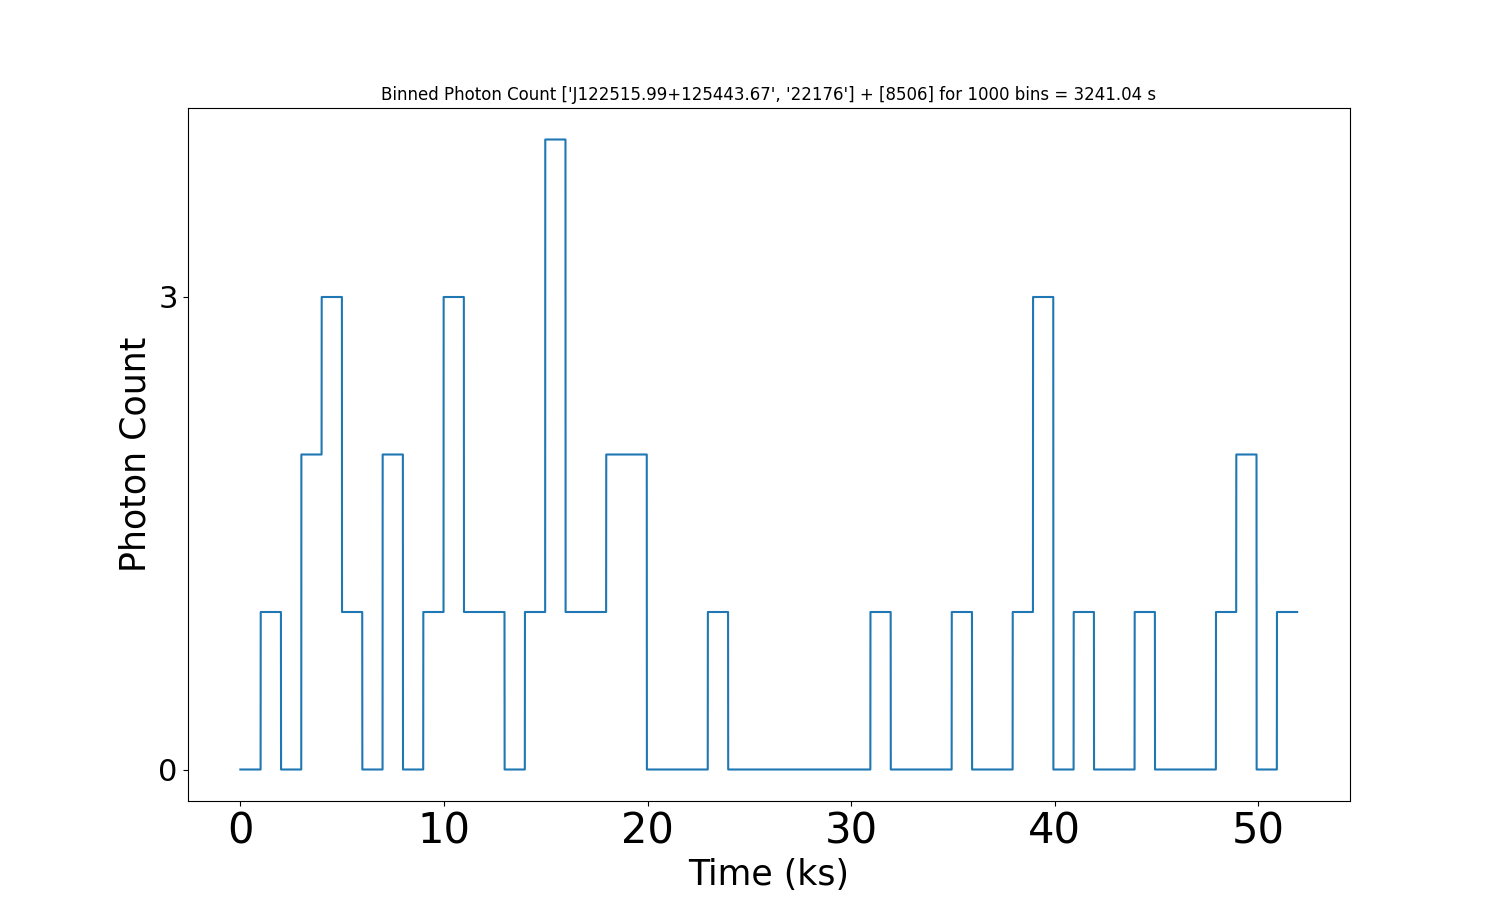 Binned Photon Count ['J122515.99+125443.67', '22176'] + [8506] for 1000 bins = 3241.04 s
3
Photon Count
0
0 10 20 30 40 50
Time (ks)